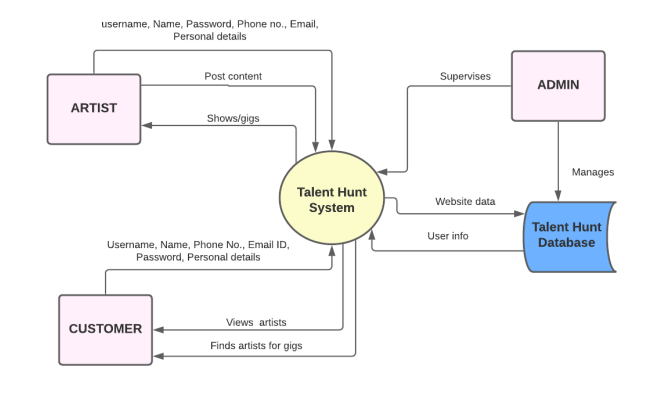 username, Name, Password, Phone no., Email,
Personal details
Post content
Supervises
ARTIST
ADMIN
Shows/gigs
Manages
Talent Hunt
System
Website data
Talent Hunt
Database
User info
Username, Name, Phone No., Email ID,
Password, Personal details
CUSTOMER
Views artists
Finds artists for gigs